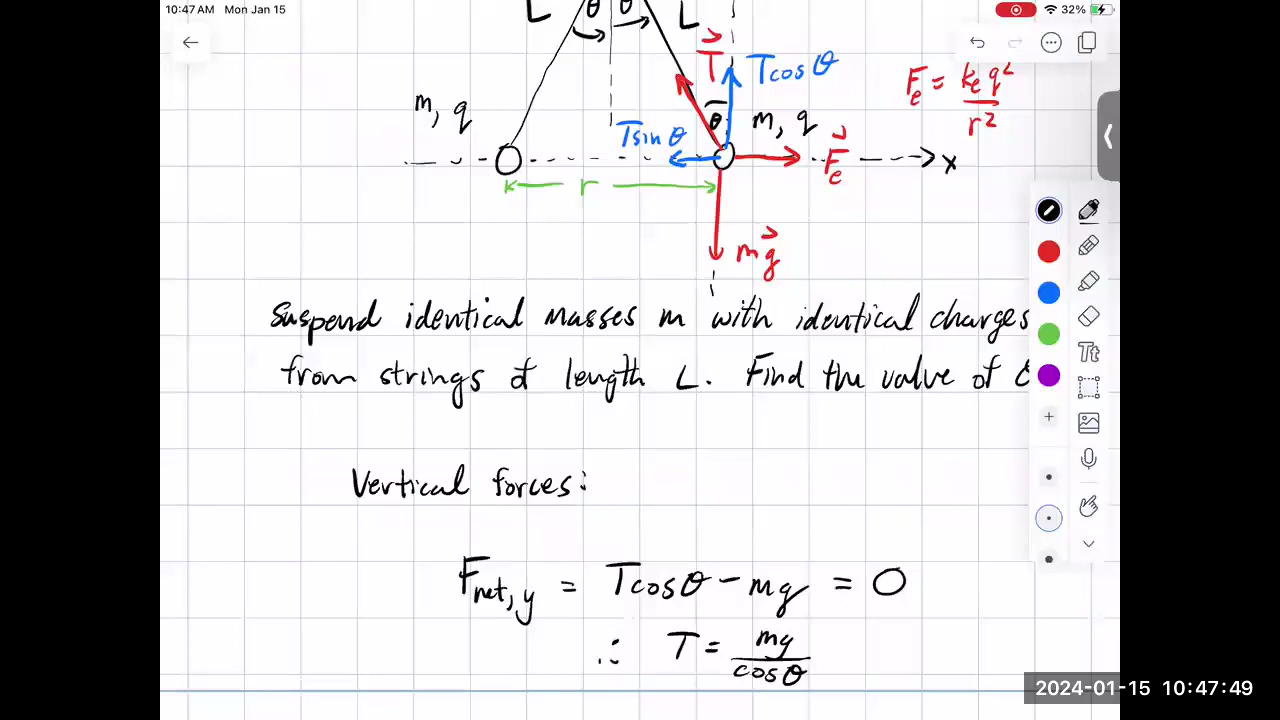 10:47 AM Mon Jan 15
32%
L θ θ L
T⃗ T cos θ
F_e = k_e q² / r²
m, q θ m, q
T sin θ
F⃗_e x
r
m g⃗
Tt
Suspend identical masses m with identical charges
from strings of length L. Find the value of
Vertical forces:
F_net,y = T cos θ − mg = 0
∴ T = mg / cos θ
2024-01-15 10:47:49